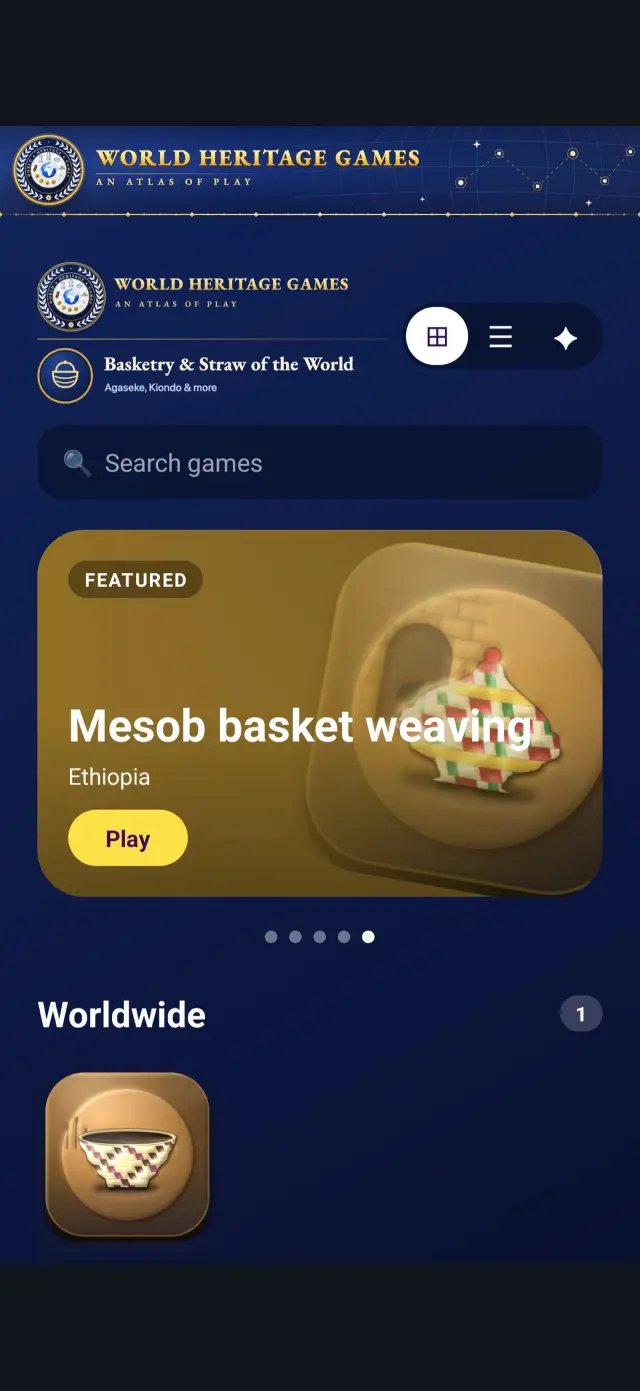 WORLD HERITAGE GAMES
AN ATLAS OF PLAY
WORLD HERITAGE GAMES
AN ATLAS OF PLAY
Basketry & Straw of the World
Agaseke, Kiondo & more
Search games
FEATURED
Mesob basket weaving
Ethiopia
Play
Worldwide
1